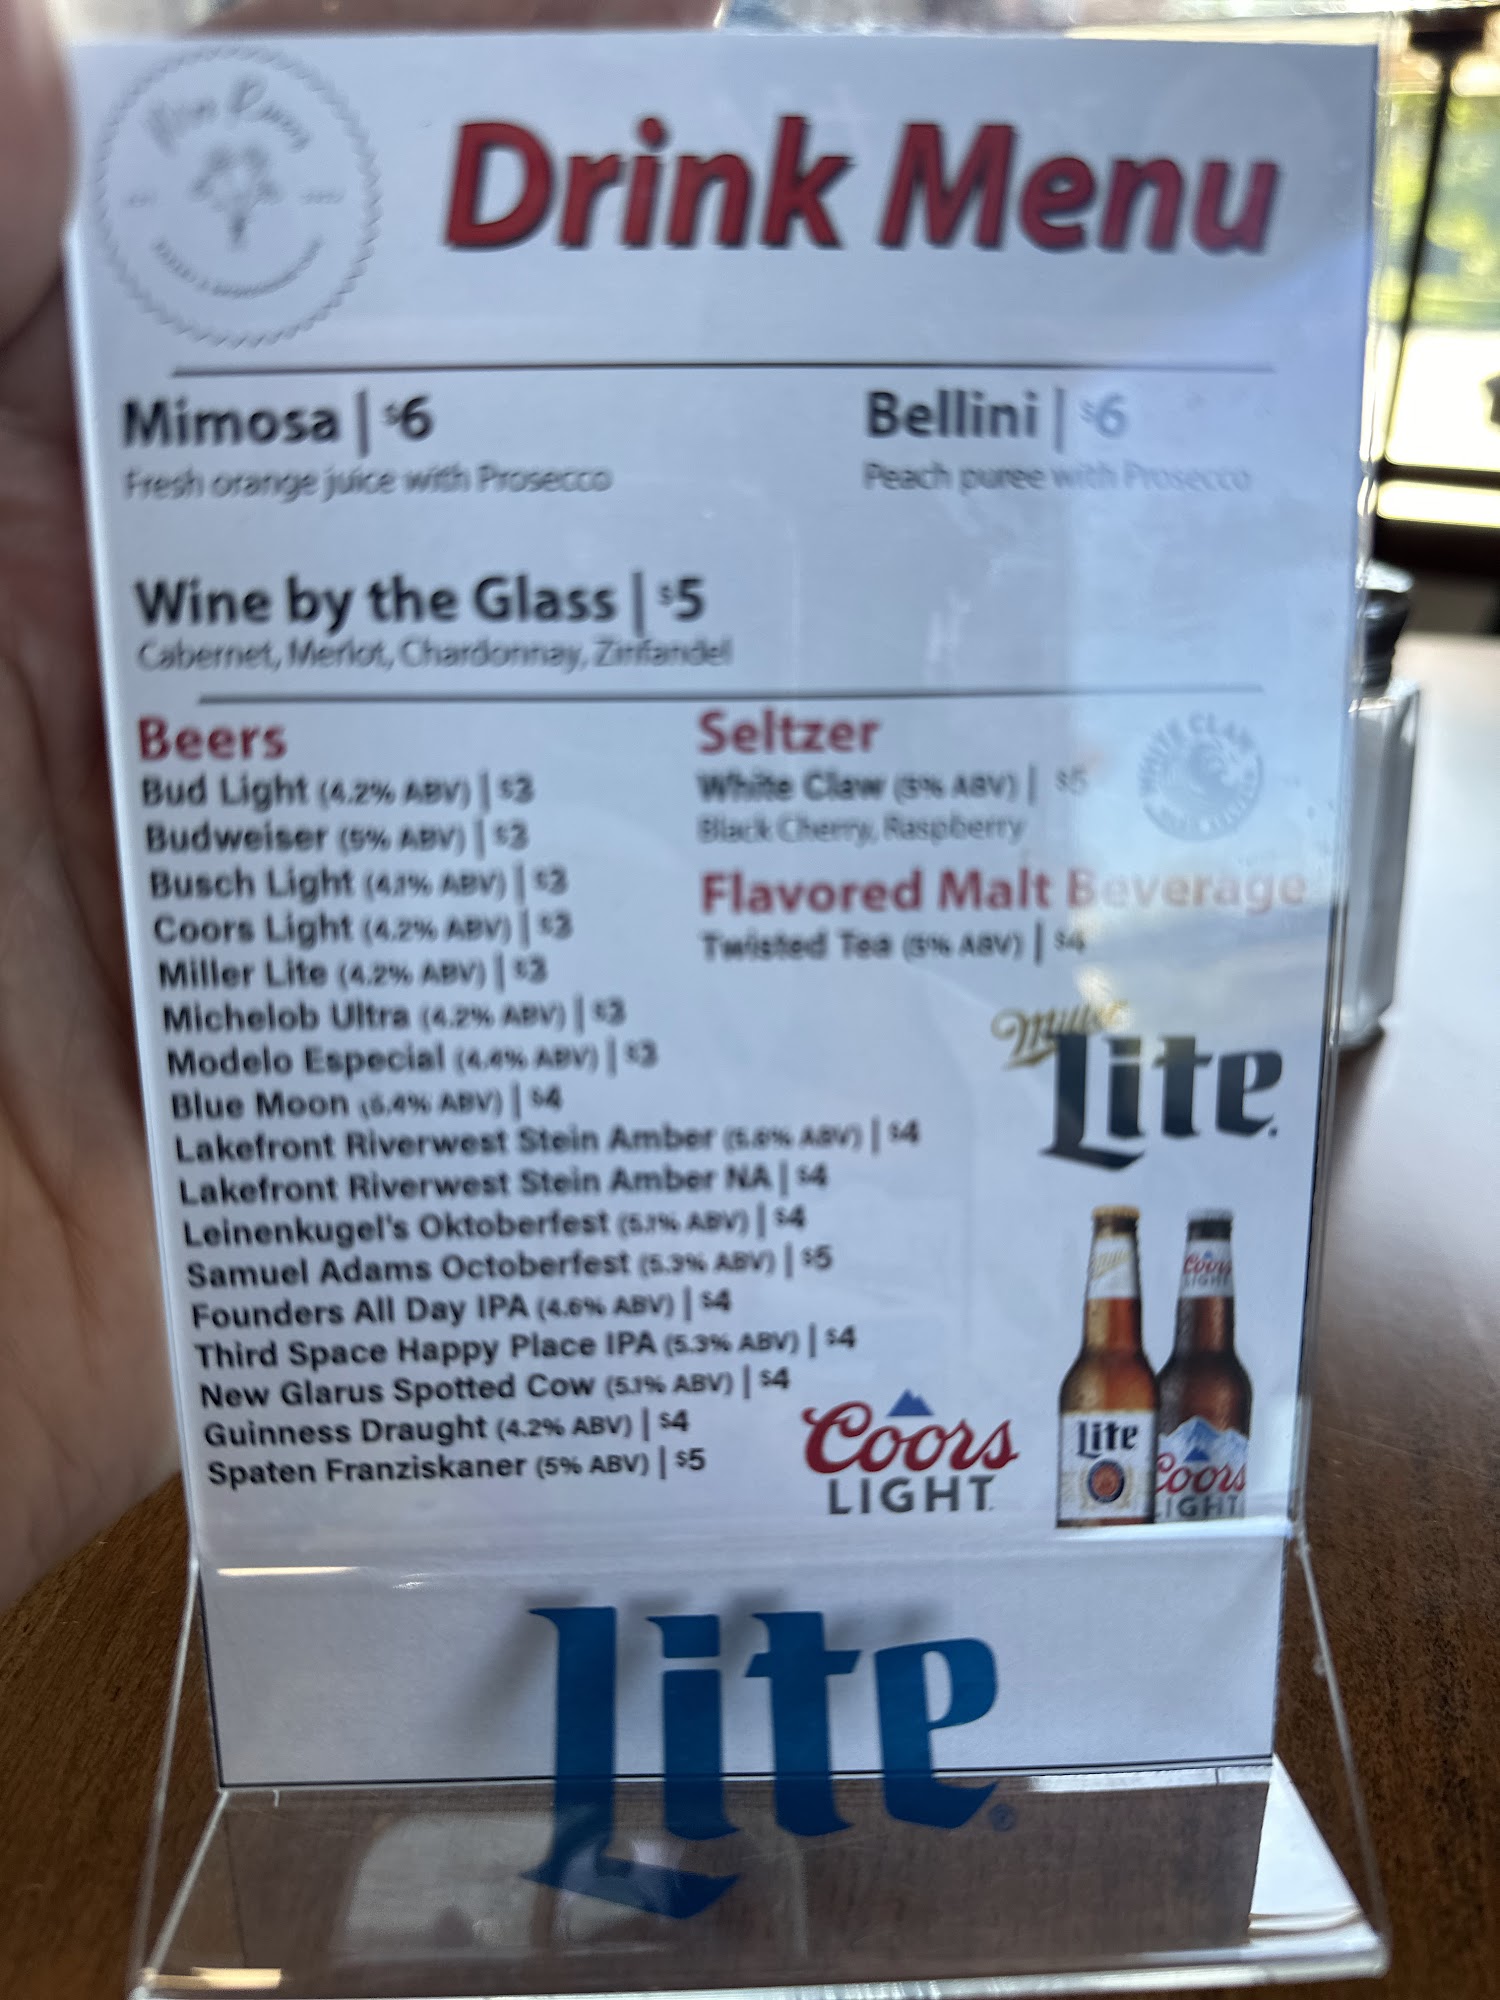 Drink Menu
Mimosa | $6
Fresh orange juice with Prosecco
Bellini | $6
Peach puree with Prosecco
Wine by the Glass | $5
Cabernet, Merlot, Chardonnay, Zinfandel
Beers
Bud Light (4.2% ABV) | $3
Budweiser (5% ABV) | $3
Busch Light (4.1% ABV) | $3
Coors Light (4.2% ABV) | $3
Miller Lite (4.2% ABV) | $3
Michelob Ultra (4.2% ABV) | $3
Modelo Especial (4.4% ABV) | $3
Blue Moon (5.4% ABV) | $4
Lakefront Riverwest Stein Amber (5.6% ABV) | $4
Lakefront Riverwest Stein Amber NA | $4
Leinenkugel's Oktoberfest (5.1% ABV) | $4
Samuel Adams Octoberfest (5.3% ABV) | $5
Founders All Day IPA (4.6% ABV) | $4
Third Space Happy Place IPA (5.3% ABV) | $4
New Glarus Spotted Cow (5.1% ABV) | $4
Guinness Draught (4.2% ABV) | $4
Spaten Franziskaner (5% ABV) | $5
Seltzer
White Claw (5% ABV) | $5
Black Cherry, Raspberry
WHITE CLAW
HARD SELTZER
Flavored Malt Beverage
Twisted Tea (5% ABV) | $4
Miller
Lite
Coors
LIGHT
Lite
Coors
LIGHT
Coors
LIGHT
Lite